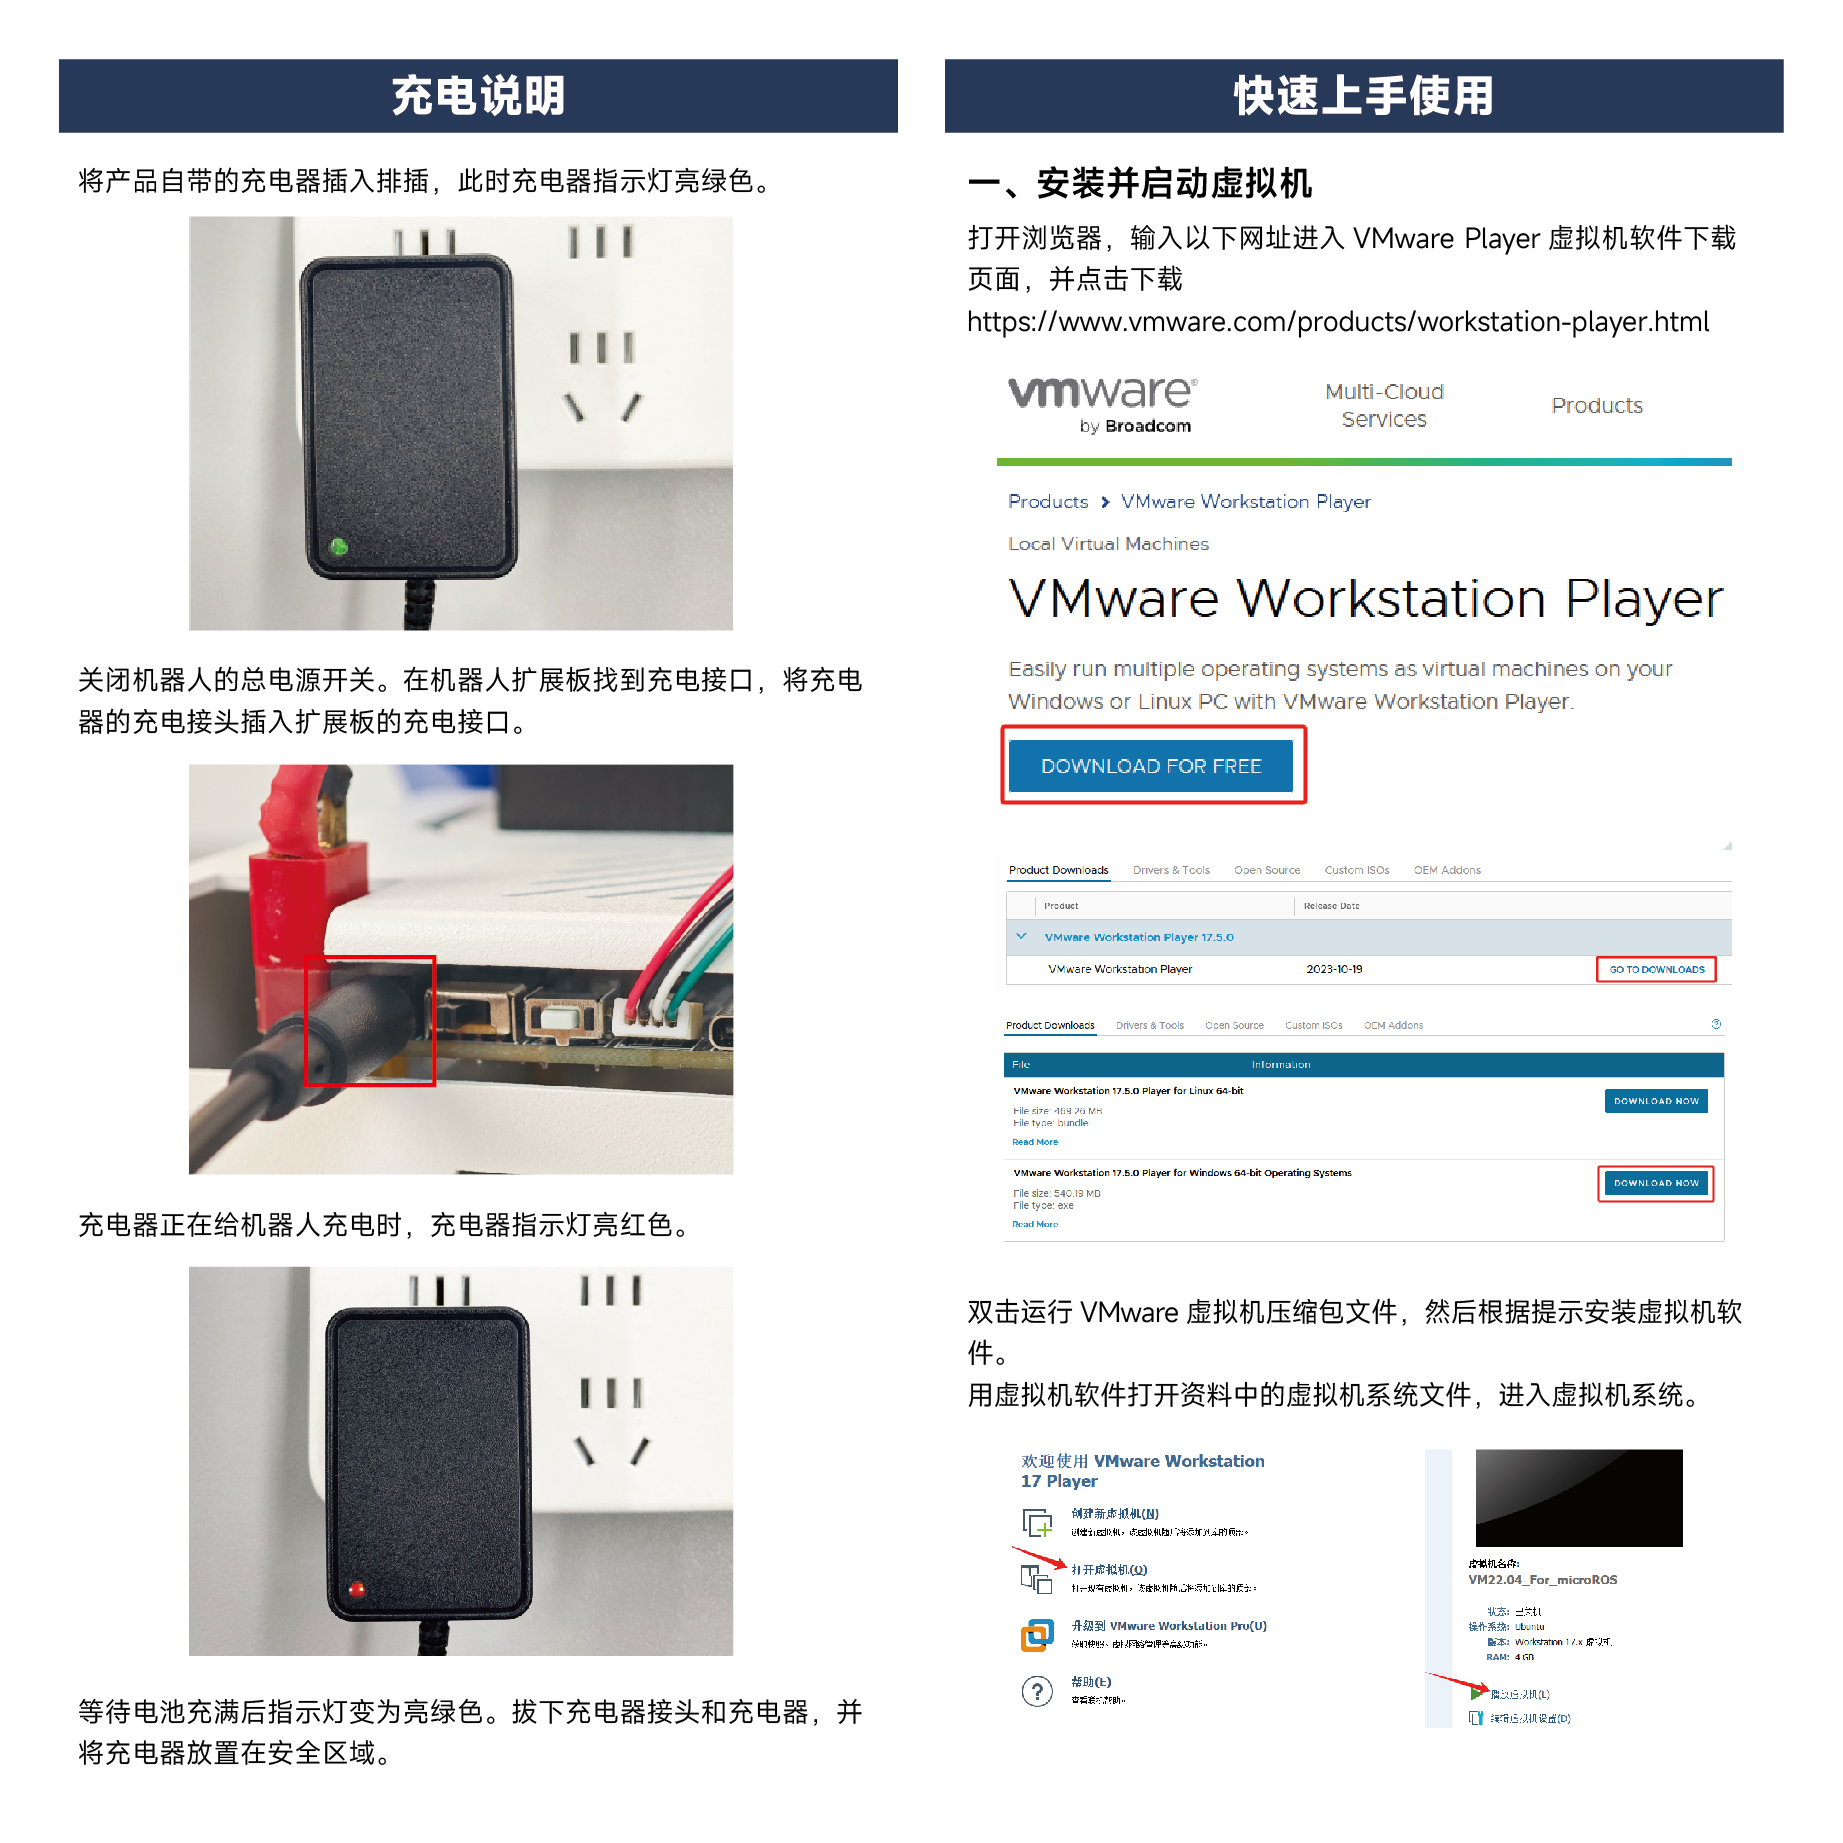 充电说明
将产品自带的充电器插入排插，此时充电器指示灯亮绿色。
关闭机器人的总电源开关。在机器人扩展板找到充电接口，将充电
器的充电接头插入扩展板的充电接口。
充电器正在给机器人充电时，充电器指示灯亮红色。
等待电池充满后指示灯变为亮绿色。拔下充电器接头和充电器，并
将充电器放置在安全区域。
快速上手使用
一、安装并启动虚拟机
打开浏览器，输入以下网址进入 VMware Player 虚拟机软件下载
页面，并点击下载
https://www.vmware.com/products/workstation-player.html
vmware®
by Broadcom
Multi-Cloud
Services
Products
Products > VMware Workstation Player
Local Virtual Machines
VMware Workstation Player
Easily run multiple operating systems as virtual machines on your
Windows or Linux PC with VMware Workstation Player.
DOWNLOAD FOR FREE
Product Downloads Drivers & Tools Open Source Custom ISOs OEM Addons
Product Release Date
VMware Workstation Player 17.5.0
VMware Workstation Player 2023-10-19 GO TO DOWNLOADS
Product Downloads Drivers & Tools Open Source Custom ISOs OEM Addons
File Information
VMware Workstation 17.5.0 Player for Linux 64-bit
DOWNLOAD NOW
File size: 469.26 MB
File type: bundle
Read More
VMware Workstation 17.5.0 Player for Windows 64-bit Operating Systems
DOWNLOAD NOW
File size: 540.19 MB
File type: exe
Read More
双击运行 VMware 虚拟机压缩包文件，然后根据提示安装虚拟机软
件。
用虚拟机软件打开资料中的虚拟机系统文件，进入虚拟机系统。
欢迎使用 VMware Workstation
17 Player
创建新虚拟机(N)
打开虚拟机(O)
升级到 VMware Workstation Pro(U)
帮助(E)
虚拟机名称:
VM22.04_For_microROS
状态: 已关机
操作系统: Ubuntu
版本: Workstation 17.x 虚拟机
RAM: 4 GB
播放虚拟机(L)
编辑虚拟机设置(D)